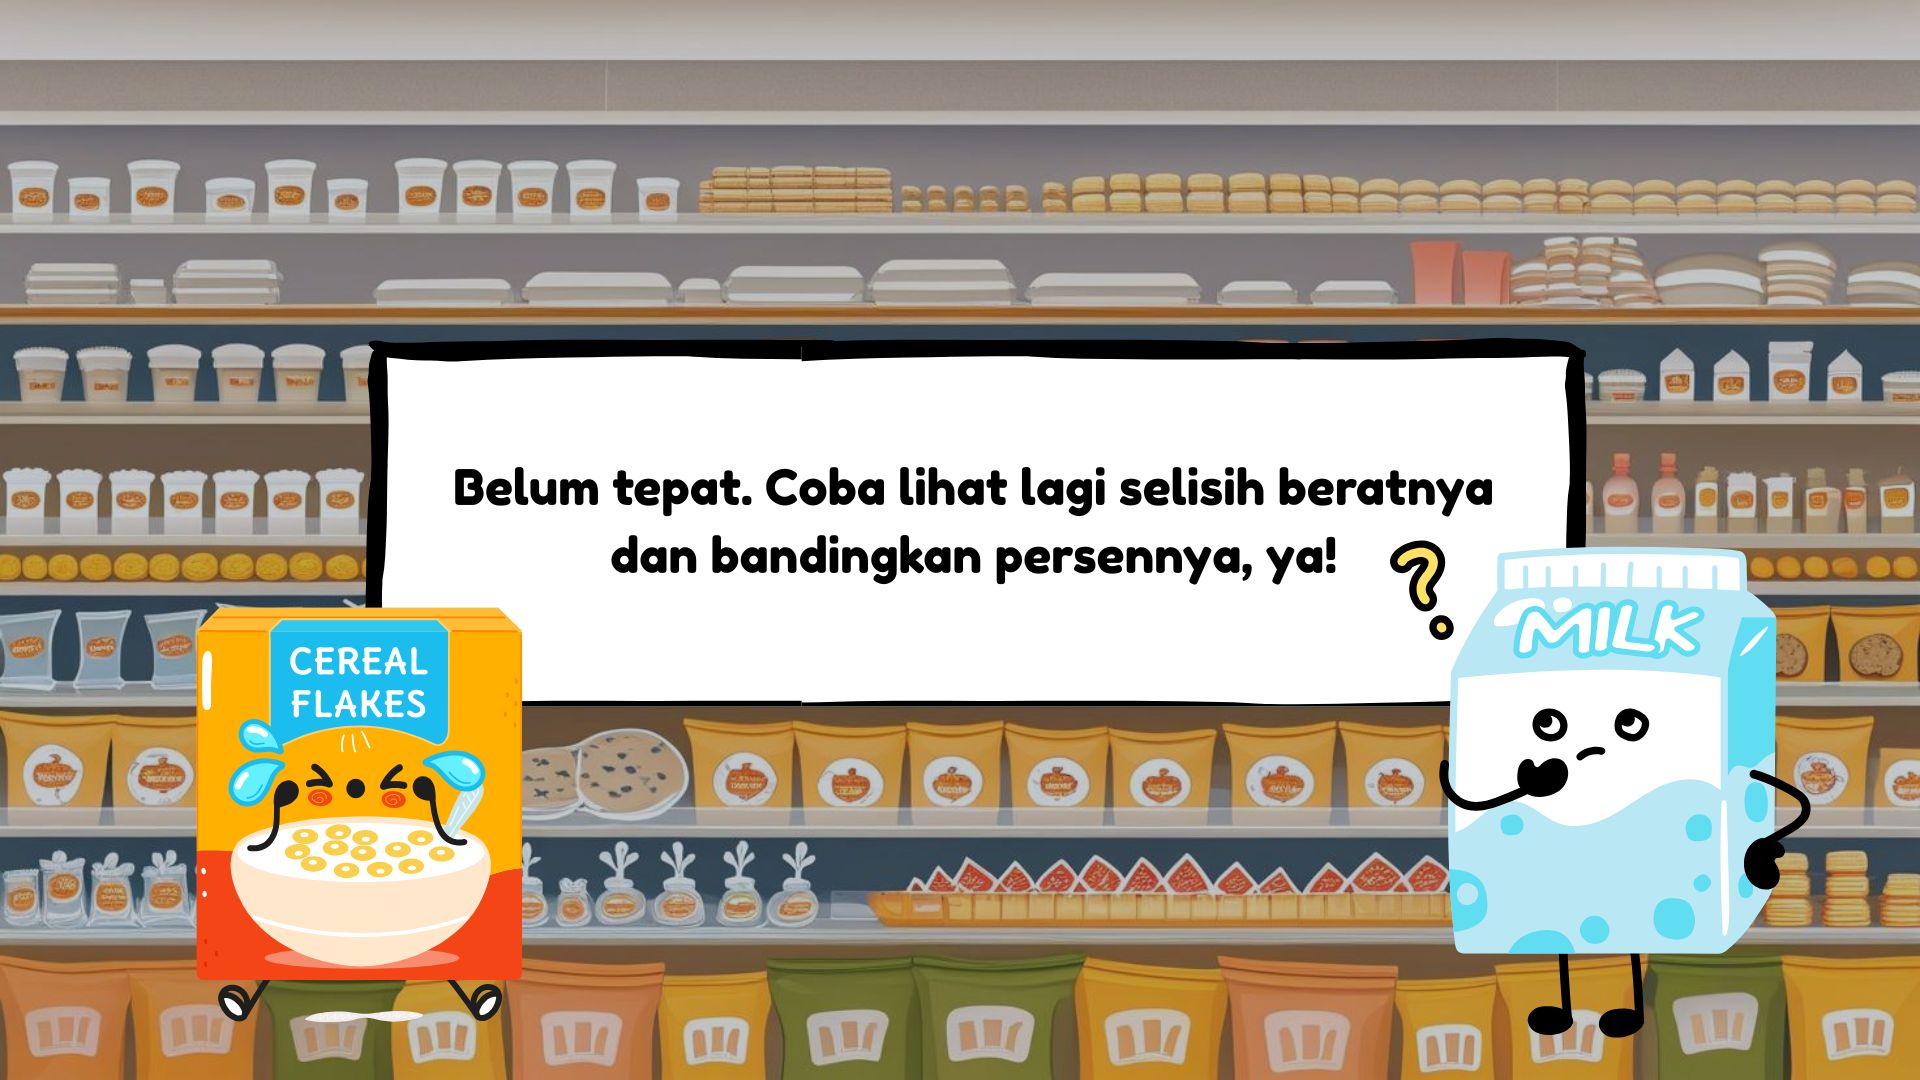 Belum tepat. Coba lihat lagi selisih beratnya
dan bandingkan persennya, ya!
?
MILK
CEREAL
FLAKES